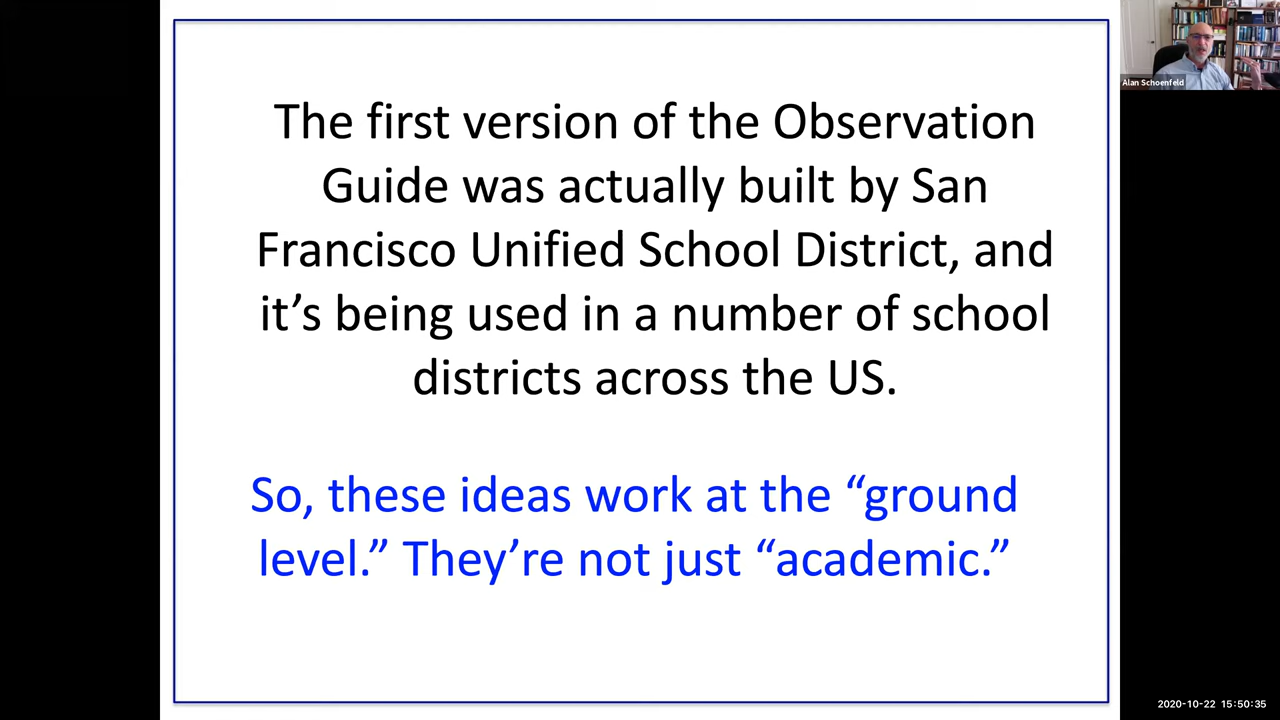 The first version of the Observation
Guide was actually built by San
Francisco Unified School District, and
it’s being used in a number of school
districts across the US.
So, these ideas work at the “ground
level.” They’re not just “academic.”
Alan Schoenfeld
2020-10-22 15:50:35